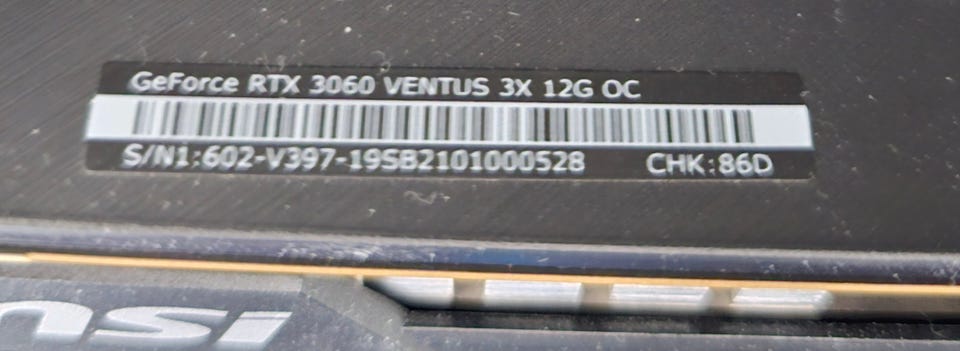 GeForce RTX 3060 VENTUS 3X 12G OC
S/N1:602-V397-19SB2101000528 CHK:86D
msi